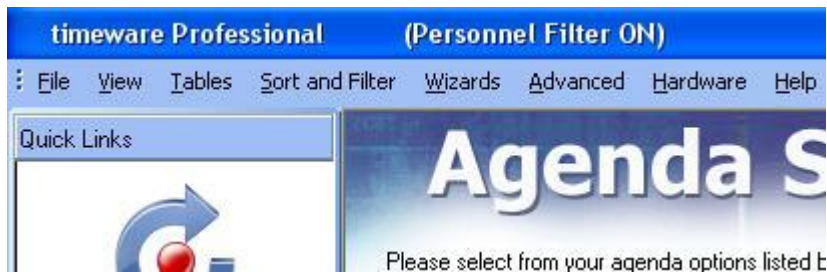 timeware Professional (Personnel Filter ON)
File View Tables Sort and Filter Wizards Advanced Hardware Help
Quick Links
Agenda S
Please select from your agenda options listed b